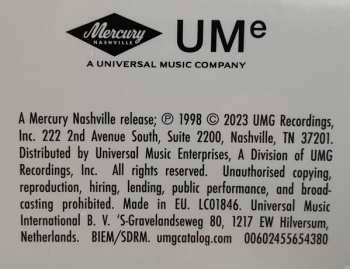 Mercury
NASHVILLE
UMe
A UNIVERSAL MUSIC COMPANY
A Mercury Nashville release; ℗ 1998 © 2023 UMG Recordings,
Inc. 222 2nd Avenue South, Suite 2200, Nashville, TN 37201.
Distributed by Universal Music Enterprises, A Division of UMG
Recordings, Inc. All rights reserved. Unauthorised copying,
reproduction, hiring, lending, public performance, and broad-
casting prohibited. Made in EU. LC01846. Universal Music
International B. V. 'S-Gravelandseweg 80, 1217 EW Hilversum,
Netherlands. BIEM/SDRM. umgcatalog.com 00602455654380